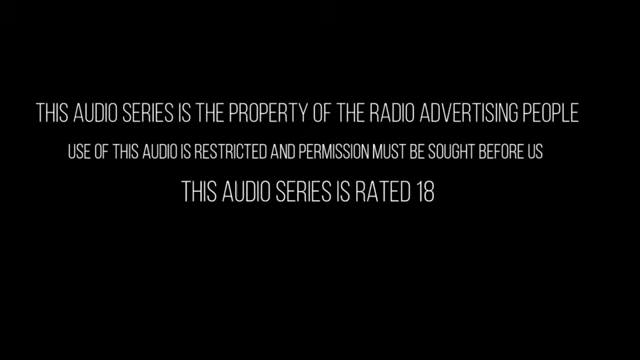 THIS AUDIO SERIES IS THE PROPERTY OF THE RADIO ADVERTISING PEOPLE
USE OF THIS AUDIO IS RESTRICTED AND PERMISSION MUST BE SOUGHT BEFORE US
THIS AUDIO SERIES IS RATED 18